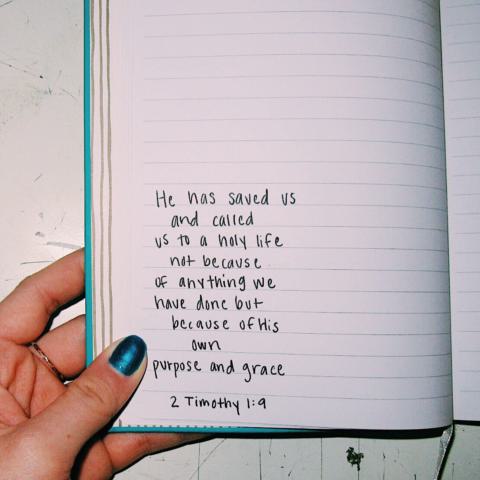 He has saved us
and called
us to a holy life
not because
of anything we
have done but
because of His
own
purpose and grace
2 Timothy 1:9